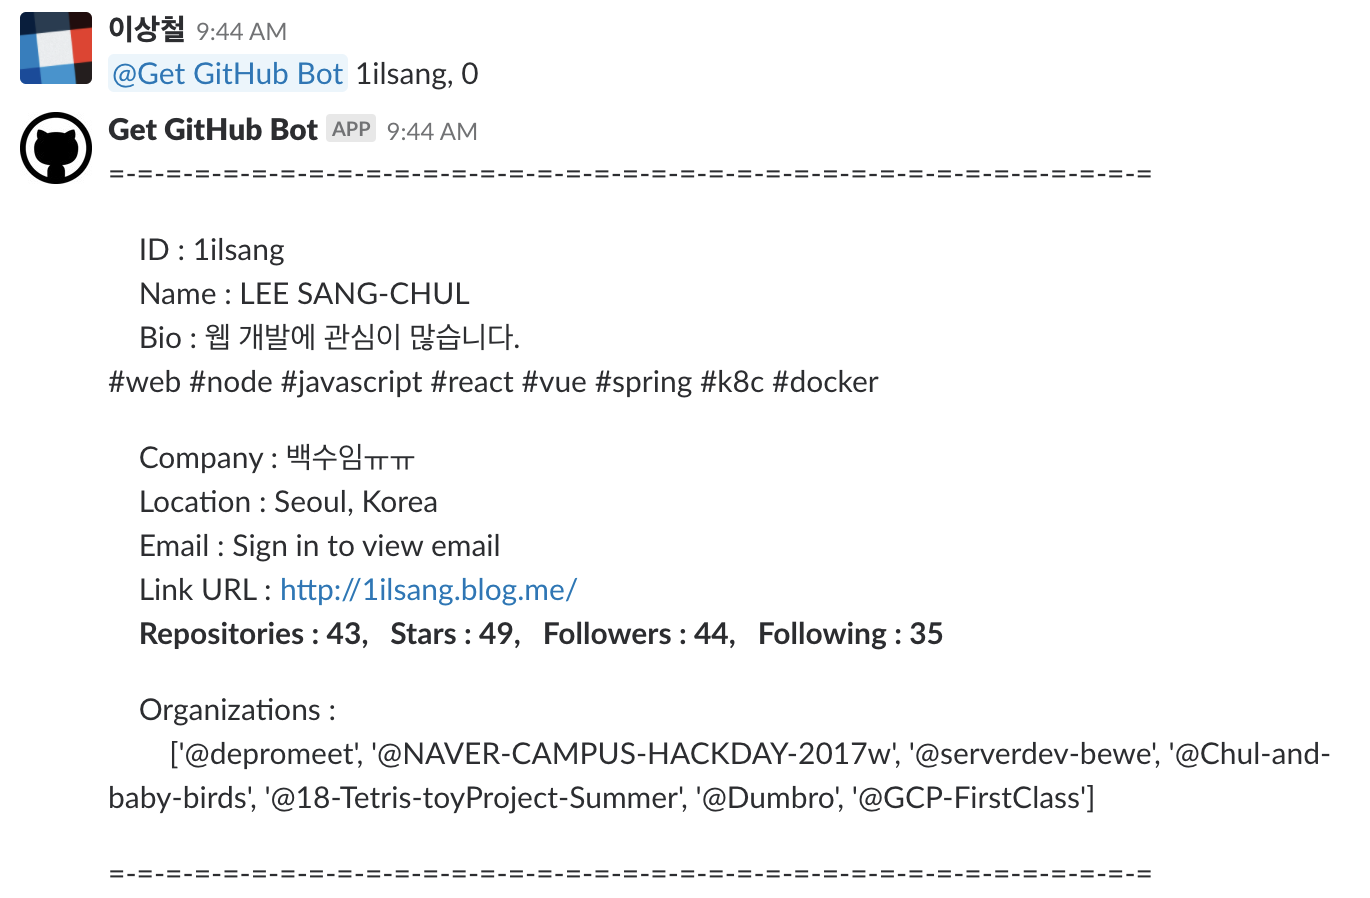 이상철 9:44 AM
@Get GitHub Bot 1ilsang, 0
Get GitHub Bot APP 9:44 AM
=-=-=-=-=-=-=-=-=-=-=-=-=-=-=-=-=-=-=-=-=-=-=-=-=-=-=-=-=-=-=-=-=-=-=-=-=
ID : 1ilsang
Name : LEE SANG-CHUL
Bio : 웹 개발에 관심이 많습니다.
#web #node #javascript #react #vue #spring #k8c #docker
Company : 백수임ㅠㅠ
Location : Seoul, Korea
Email : Sign in to view email
Link URL : http://1ilsang.blog.me/
Repositories : 43, Stars : 49, Followers : 44, Following : 35
Organizations :
['@depromeet', '@NAVER-CAMPUS-HACKDAY-2017w', '@serverdev-bewe', '@Chul-and-
baby-birds', '@18-Tetris-toyProject-Summer', '@Dumbro', '@GCP-FirstClass']
=-=-=-=-=-=-=-=-=-=-=-=-=-=-=-=-=-=-=-=-=-=-=-=-=-=-=-=-=-=-=-=-=-=-=-=-=